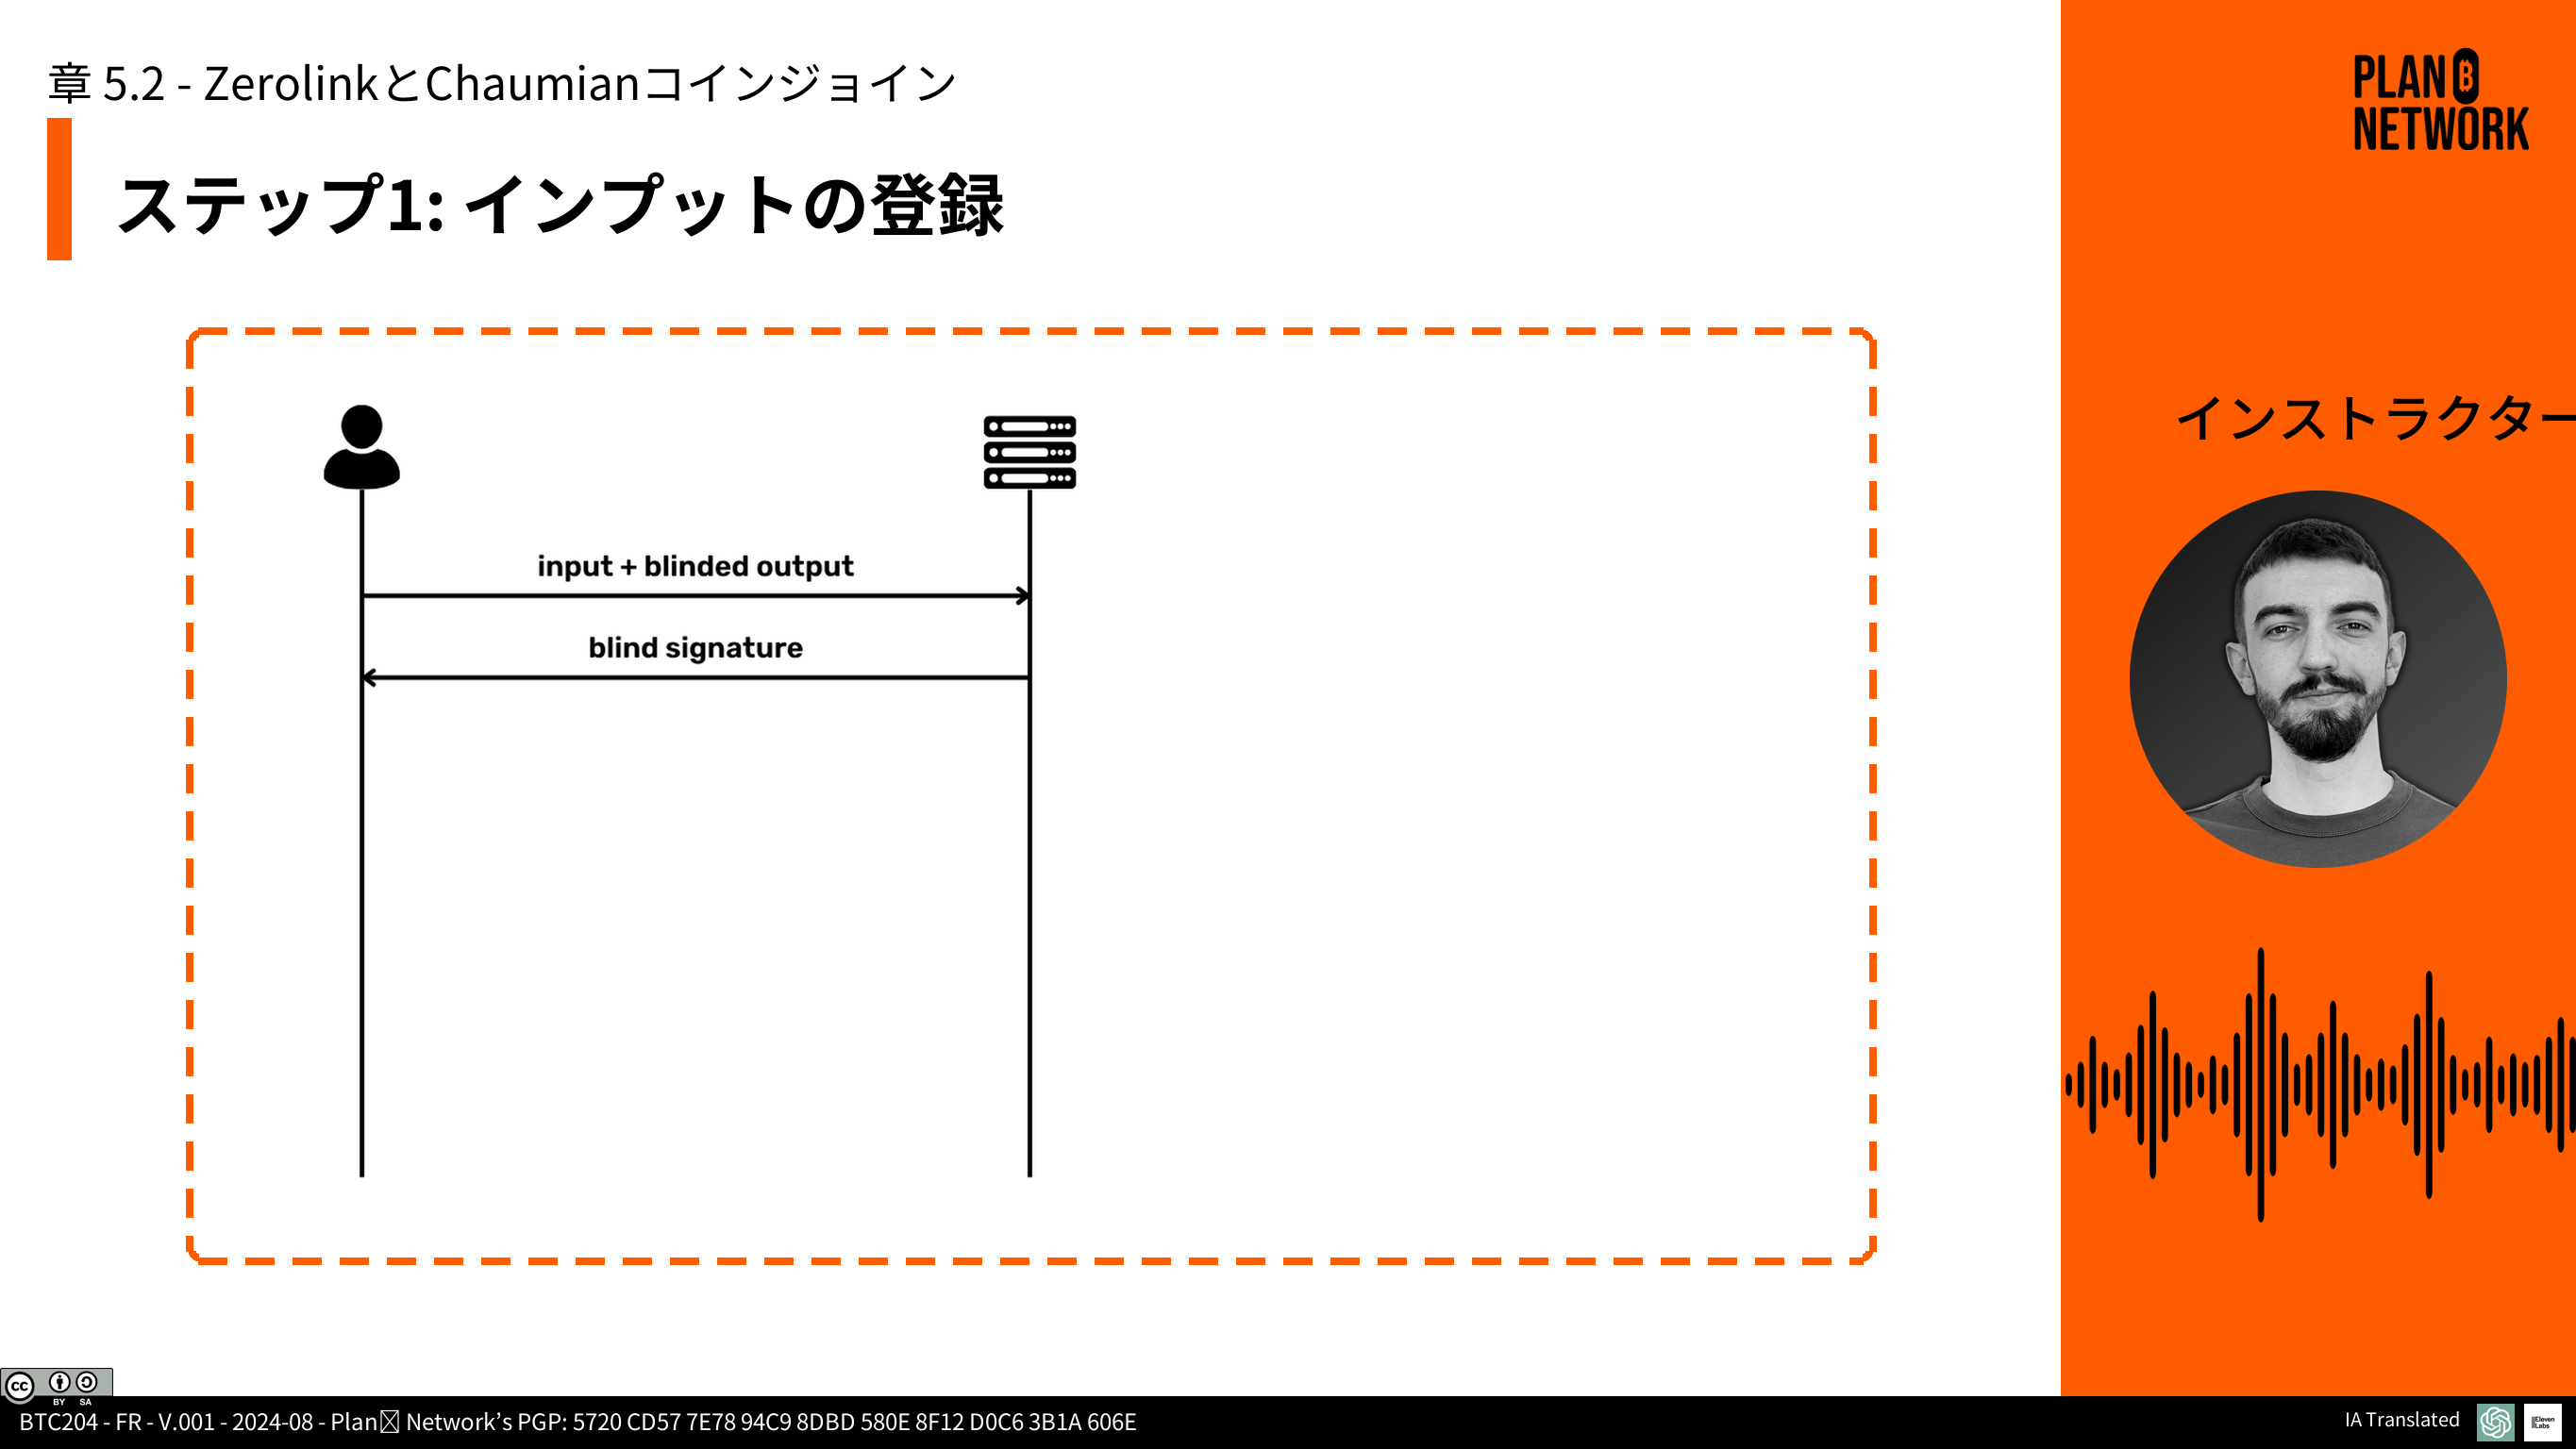 章 5.2 - ZerolinkとChaumianコインジョイン
ステップ1: インプットの登録
PLAN B
NETWORK
インストラクター
input + blinded output
blind signature
CC BY SA
BTC204 - FR - V.001 - 2024-08 - Plan Network’s PGP: 5720 CD57 7E78 94C9 8DBD 580E 8F12 D0C6 3B1A 606E
IA Translated
ElevenLabs